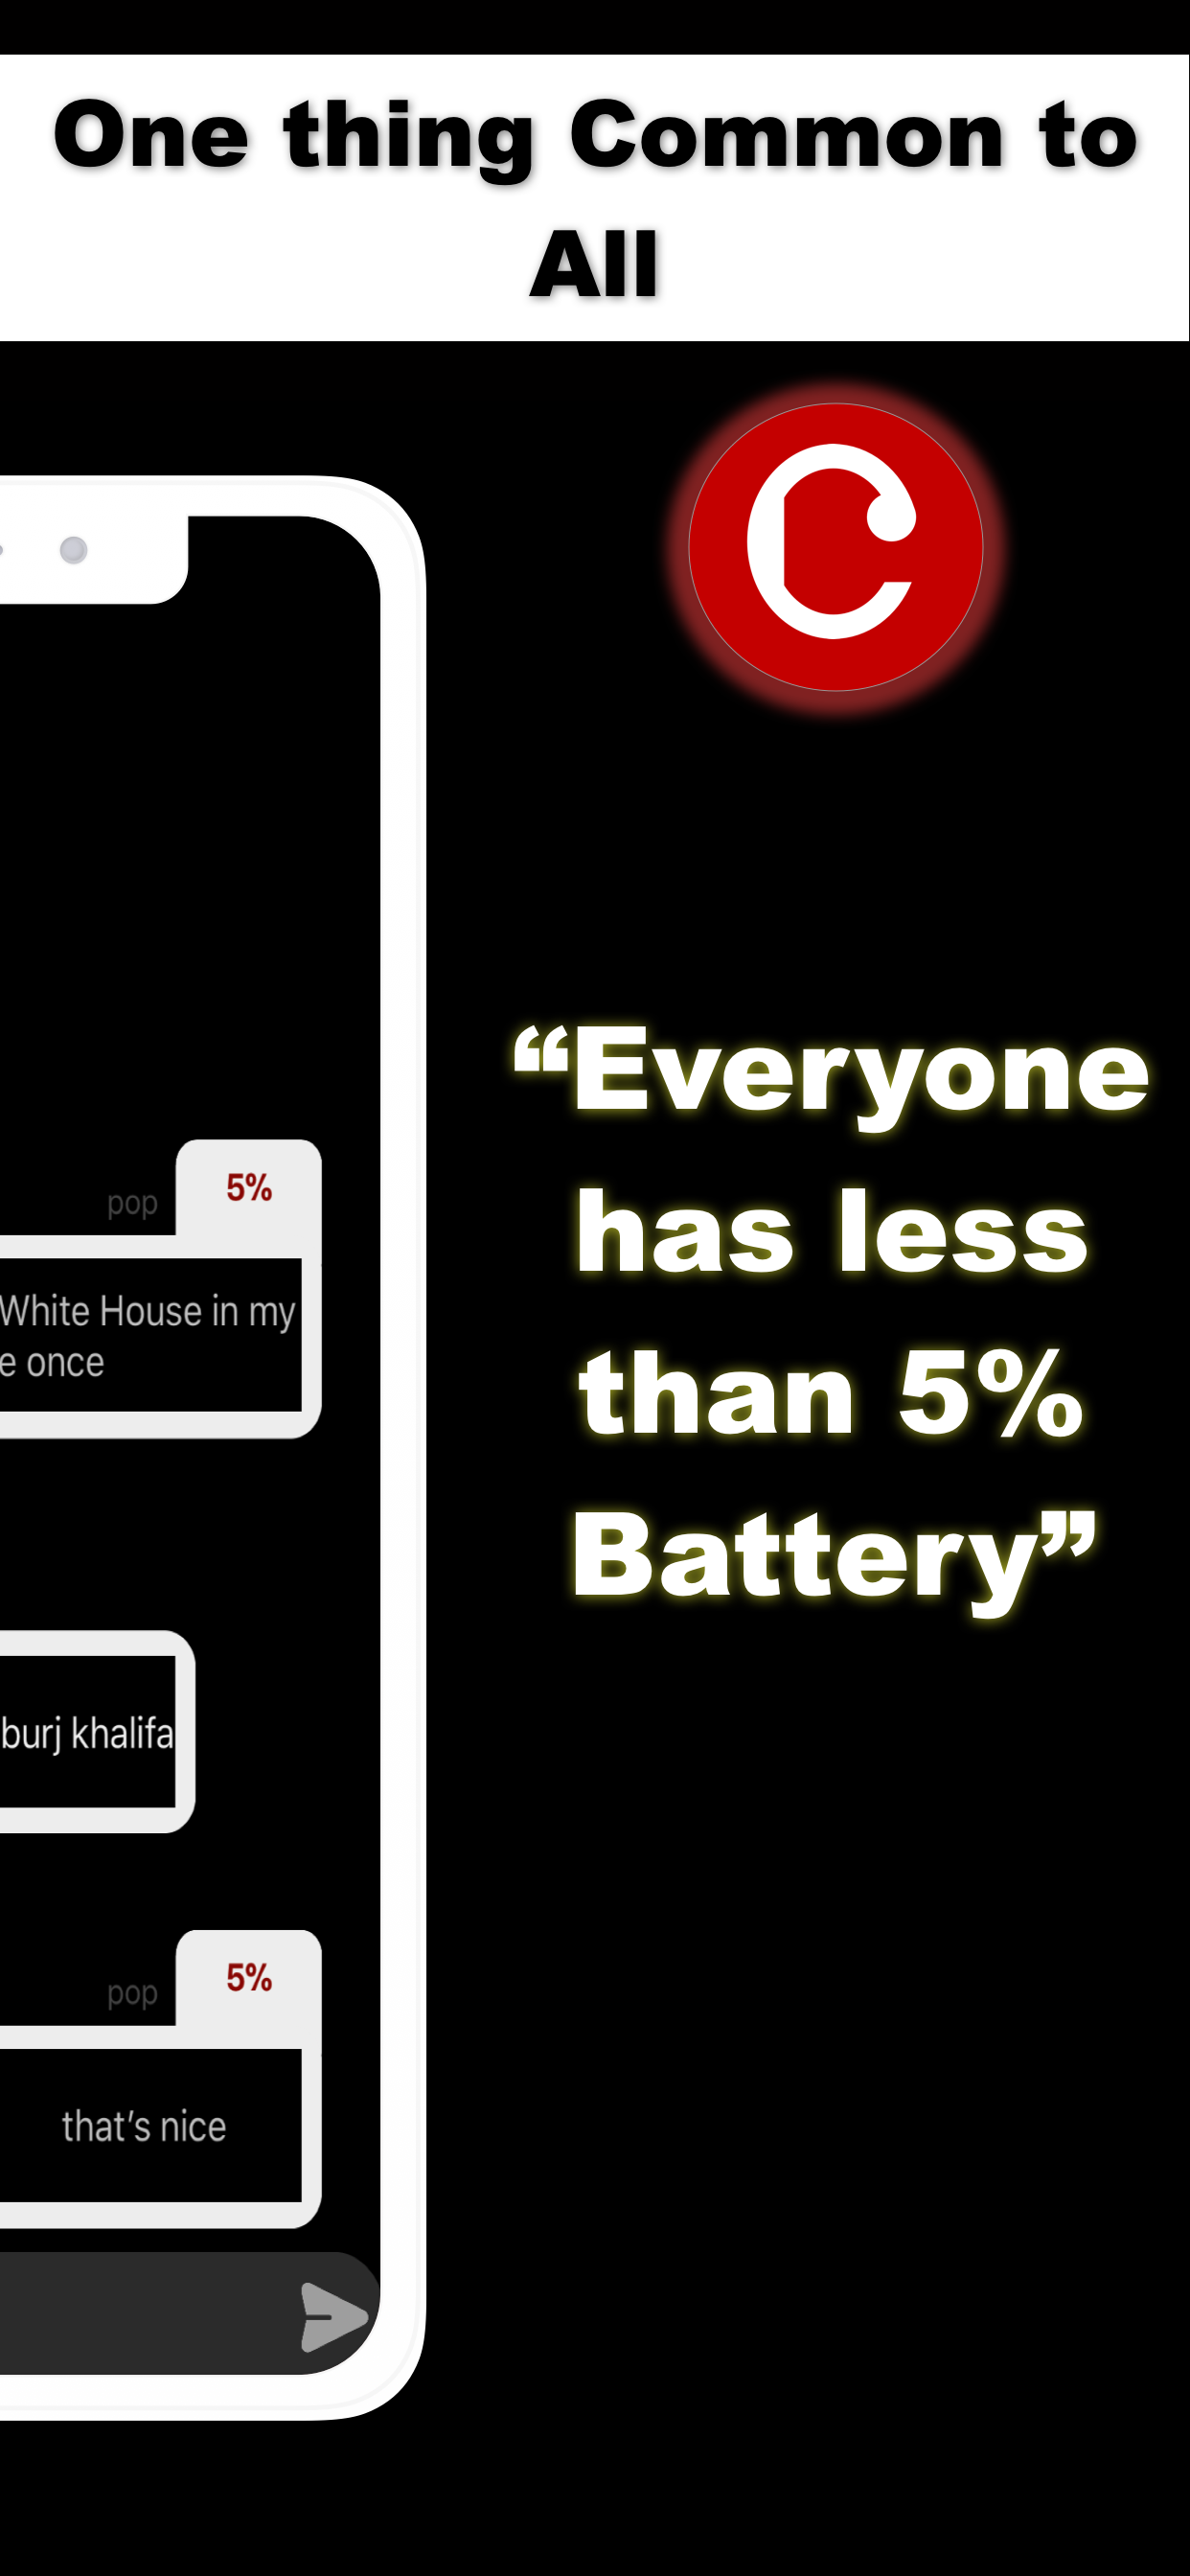 One thing Common to
All
C
“Everyone
has less
than 5%
Battery”
pop 5%
White House in my
e once
burj khalifa
pop 5%
that’s nice